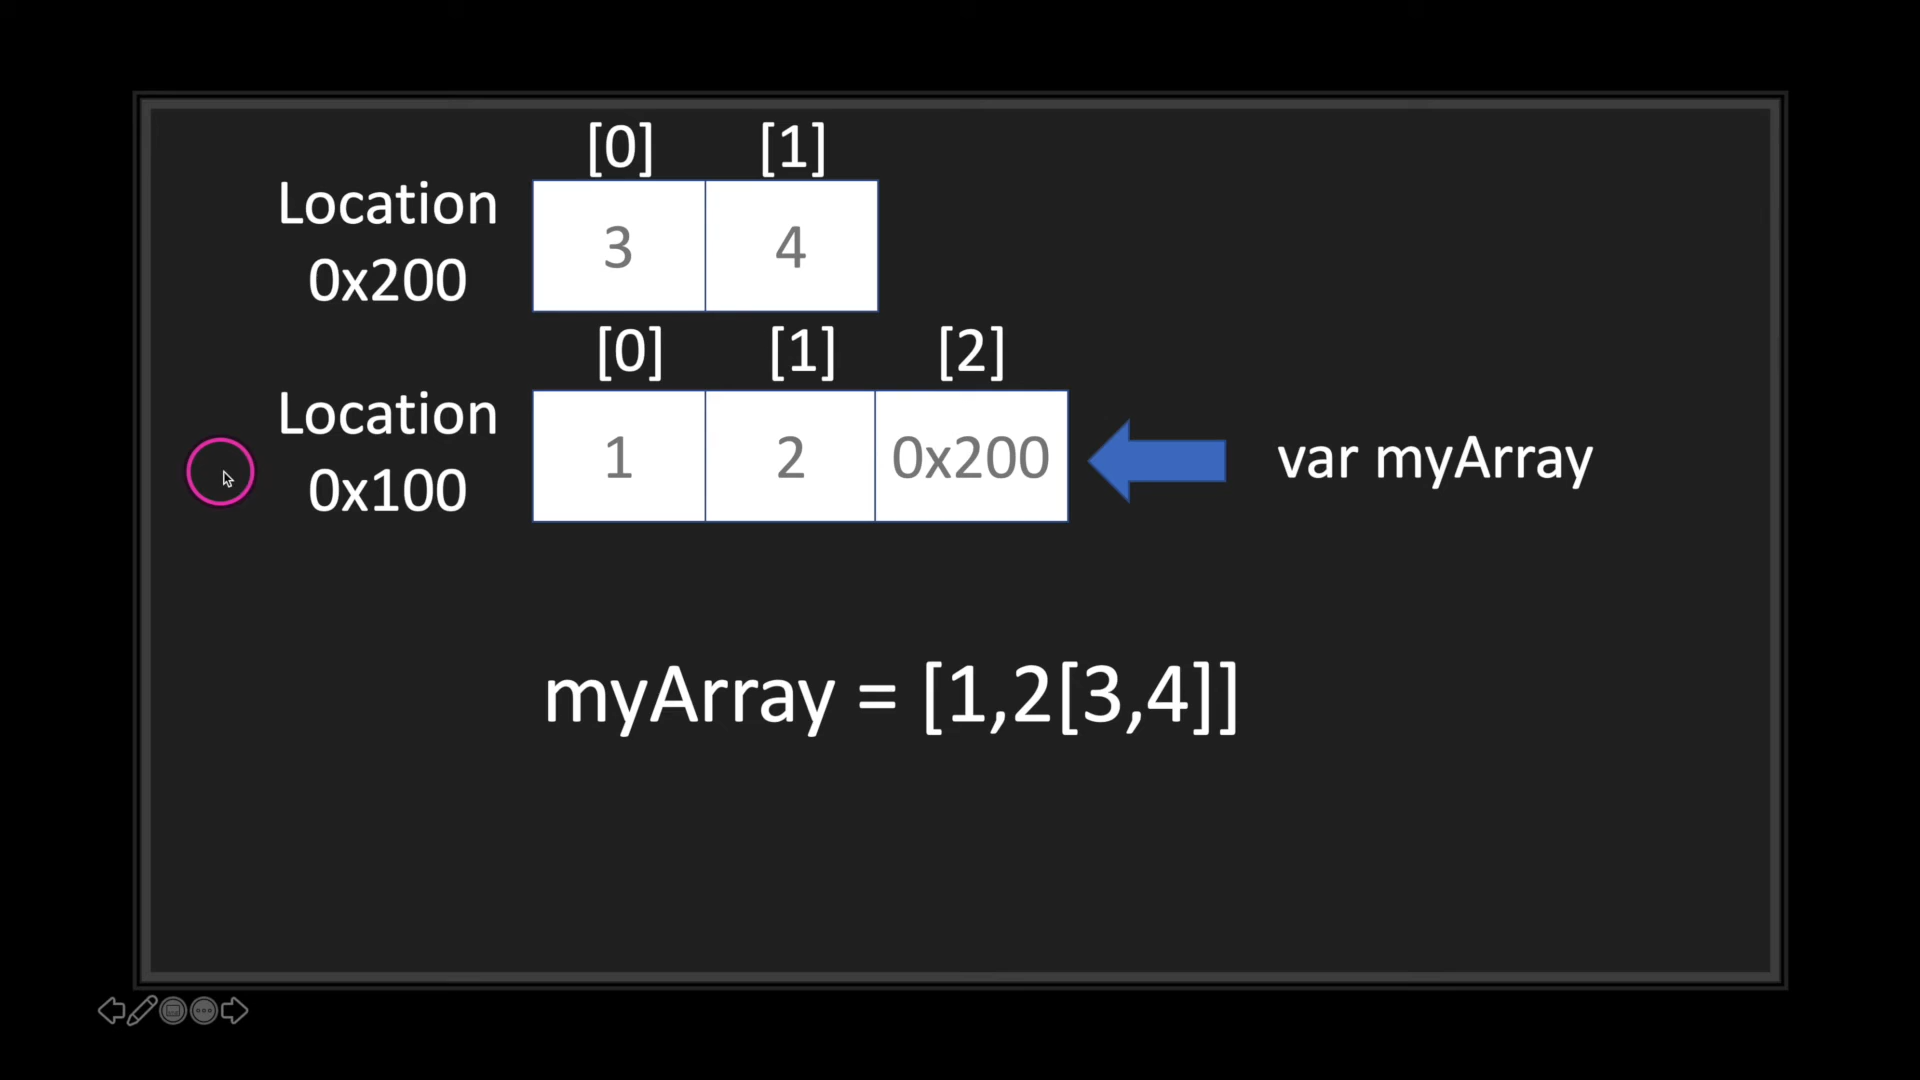 [0] [1]
Location
0x200
3 4
[0] [1] [2]
Location
0x100
1 2 0x200
var myArray
myArray = [1,2[3,4]]